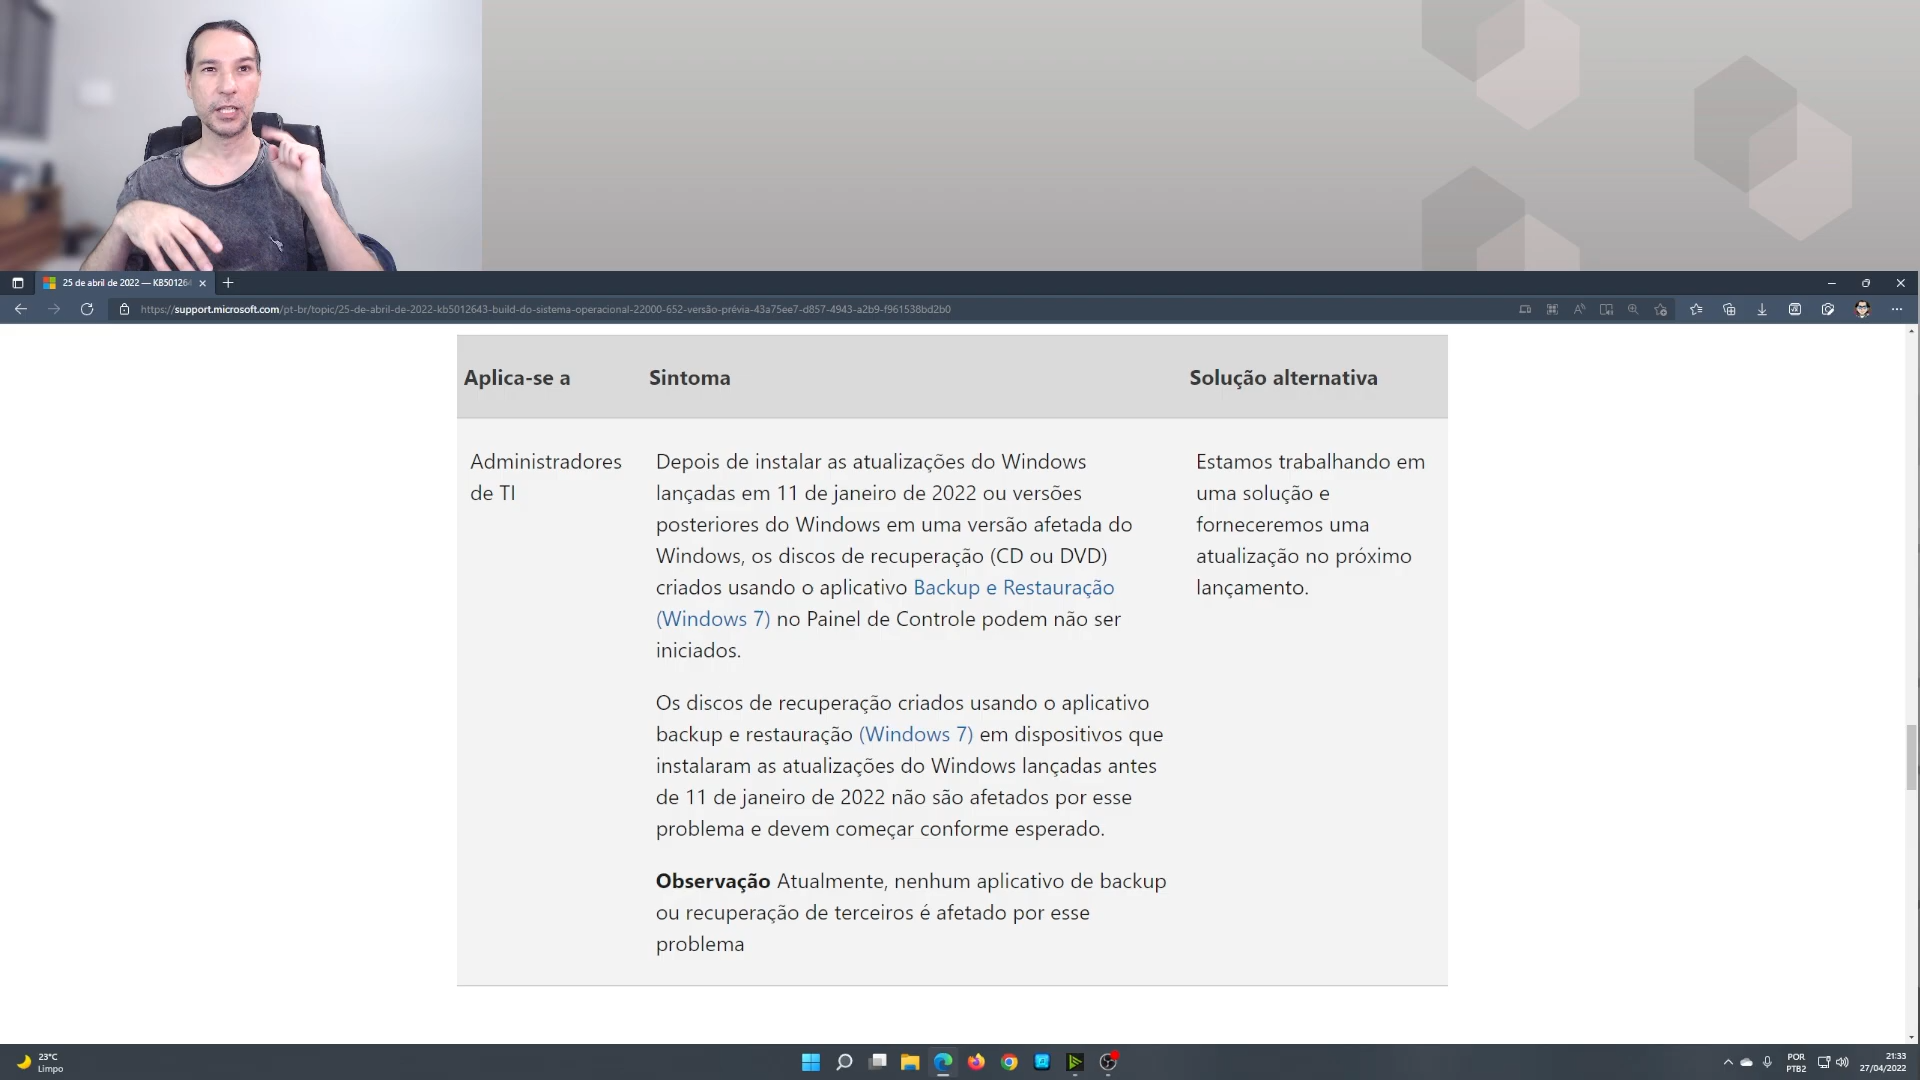 25 de abril de 2022 — KB501264
https://support.microsoft.com/pt-br/topic/25-de-abril-de-2022-kb5012643-build-do-sistema-operacional-22000-652-versão-prévia-43a75ee7-d857-4943-a2b9-f961538bd2b0
Aplica-se a
Sintoma
Solução alternativa
Administradores
de TI
Depois de instalar as atualizações do Windows
lançadas em 11 de janeiro de 2022 ou versões
posteriores do Windows em uma versão afetada do
Windows, os discos de recuperação (CD ou DVD)
criados usando o aplicativo Backup e Restauração
(Windows 7) no Painel de Controle podem não ser
iniciados.
Os discos de recuperação criados usando o aplicativo
backup e restauração (Windows 7) em dispositivos que
instalaram as atualizações do Windows lançadas antes
de 11 de janeiro de 2022 não são afetados por esse
problema e devem começar conforme esperado.
Observação Atualmente, nenhum aplicativo de backup
ou recuperação de terceiros é afetado por esse
problema
Estamos trabalhando em
uma solução e
forneceremos uma
atualização no próximo
lançamento.
23°C
Limpo
POR
PTB2
21:33
27/04/2022